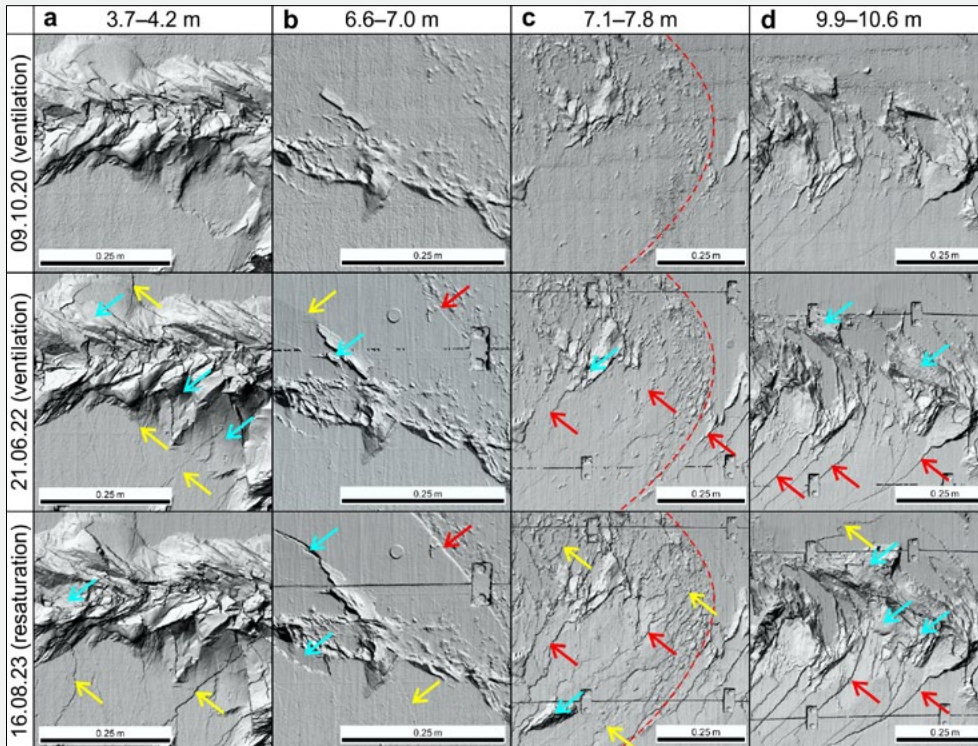 a 3.7–4.2 m
b 6.6–7.0 m
c 7.1–7.8 m
d 9.9–10.6 m
09.10.20 (ventilation)
0.25 m
0.25 m
0.25 m
0.25 m
21.06.22 (ventilation)
0.25 m
0.25 m
0.25 m
0.25 m
16.08.23 (resaturation)
0.25 m
0.25 m
0.25 m
0.25 m